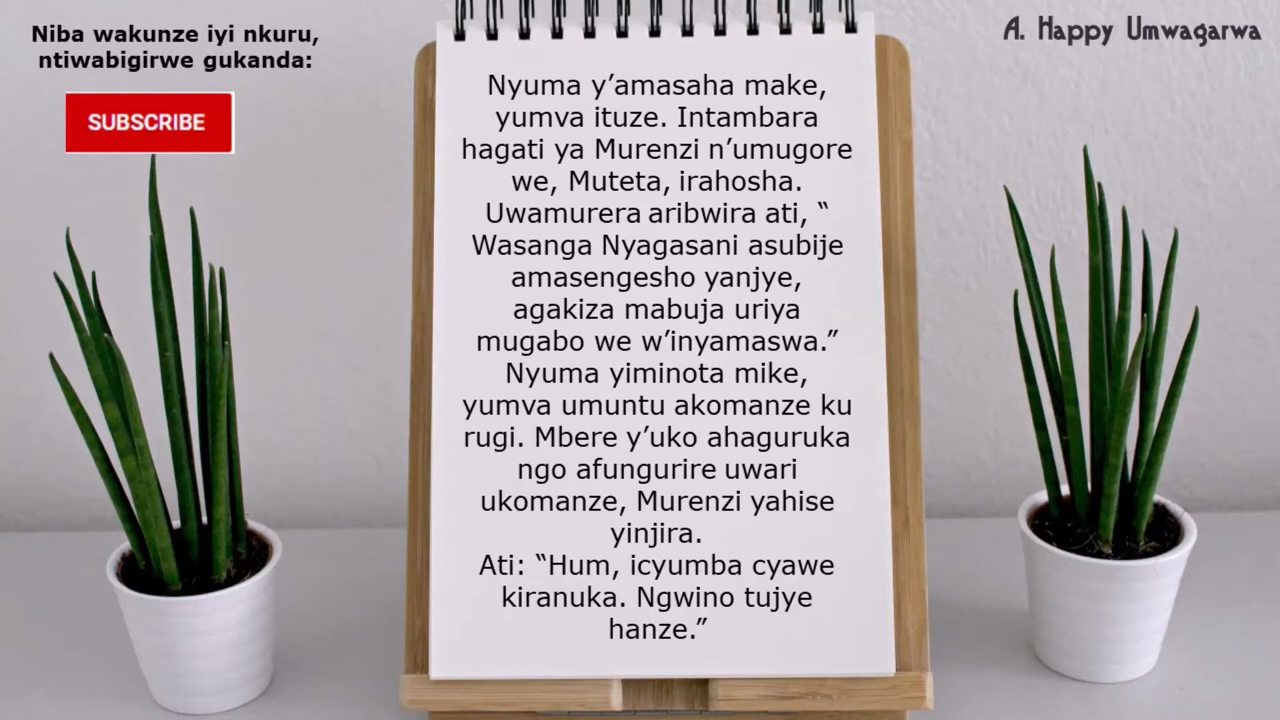 Niba wakunze iyi nkuru,
ntiwabigirwe gukanda:
SUBSCRIBE
A. Happy Umwagarwa
Nyuma y’amasaha make,
yumva ituze. Intambara
hagati ya Murenzi n’umugore
we, Muteta, irahosha.
Uwamurera aribwira ati, “
Wasanga Nyagasani asubije
amasengesho yanjye,
agakiza mabuja uriya
mugabo we w’inyamaswa.”
Nyuma yiminota mike,
yumva umuntu akomanze ku
rugi. Mbere y’uko ahaguruka
ngo afungurire uwari
ukomanze, Murenzi yahise
yinjira.
Ati: “Hum, icyumba cyawe
kiranuka. Ngwino tujye
hanze.”